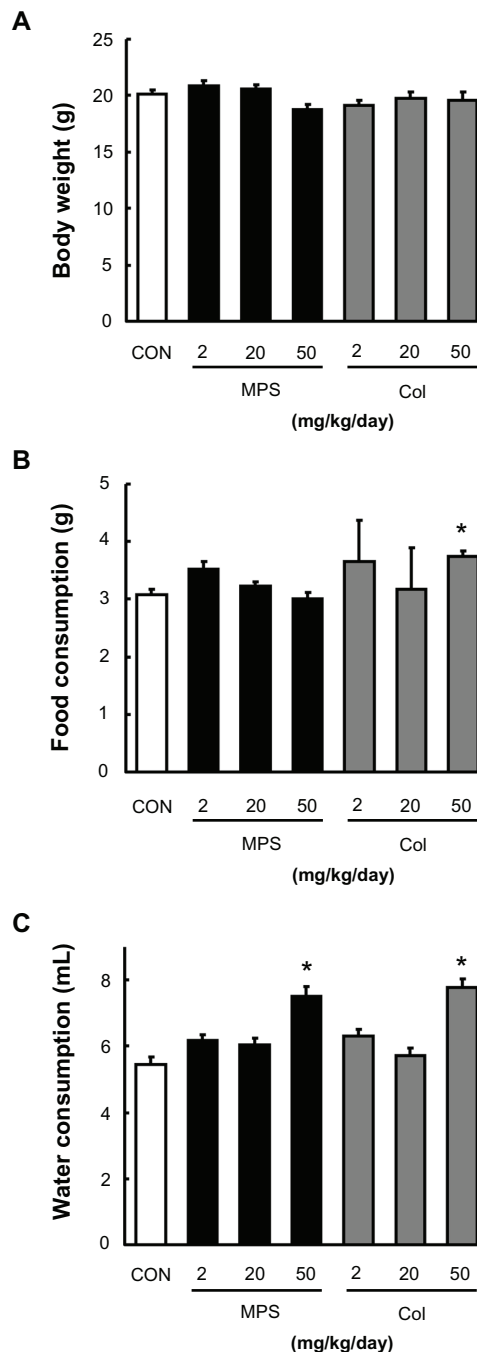 A
Body weight (g)
25
20
15
10
5
0
CON 2 20 50 2 20 50
MPS Col
(mg/kg/day)
B
Food consumption (g)
5
4
3
2
1
0
*
CON 2 20 50 2 20 50
MPS Col
(mg/kg/day)
C
Water consumption (mL)
8
6
4
2
0
* *
CON 2 20 50 2 20 50
MPS Col
(mg/kg/day)